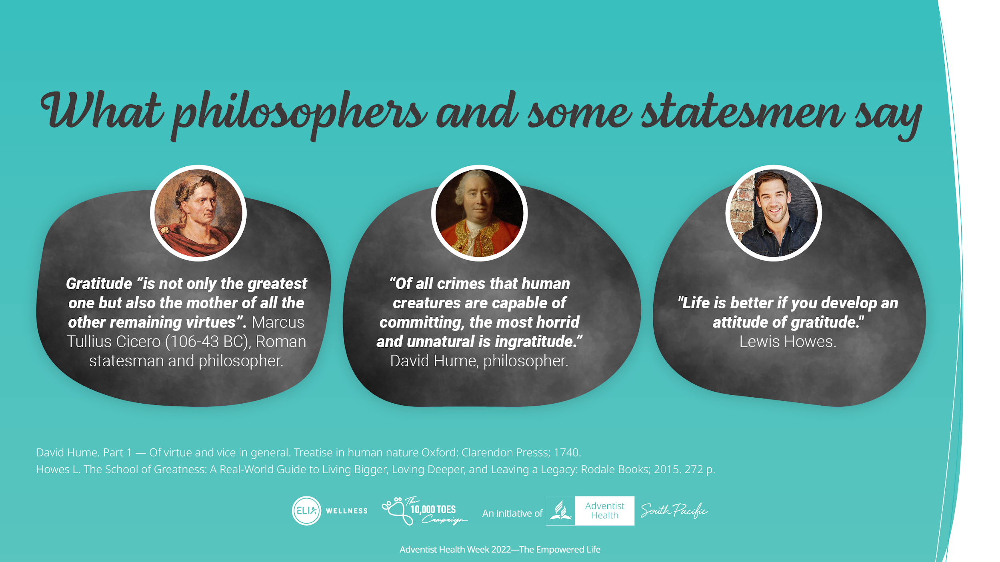 What philosophers and some statesmen say
Gratitude “is not only the greatest
one but also the mother of all the
other remaining virtues”. Marcus
Tullius Cicero (106-43 BC), Roman
statesman and philosopher.
“Of all crimes that human
creatures are capable of
committing, the most horrid
and unnatural is ingratitude.”
David Hume, philosopher.
"Life is better if you develop an
attitude of gratitude."
Lewis Howes.
David Hume. Part 1 — Of virtue and vice in general. Treatise in human nature Oxford: Clarendon Presss; 1740.
Howes L. The School of Greatness: A Real-World Guide to Living Bigger, Loving Deeper, and Leaving a Legacy: Rodale Books; 2015. 272 p.
ELIA WELLNESS
The
10,000 TOES
Campaign
An initiative of
Adventist
Health
South Pacific
Adventist Health Week 2022—The Empowered Life